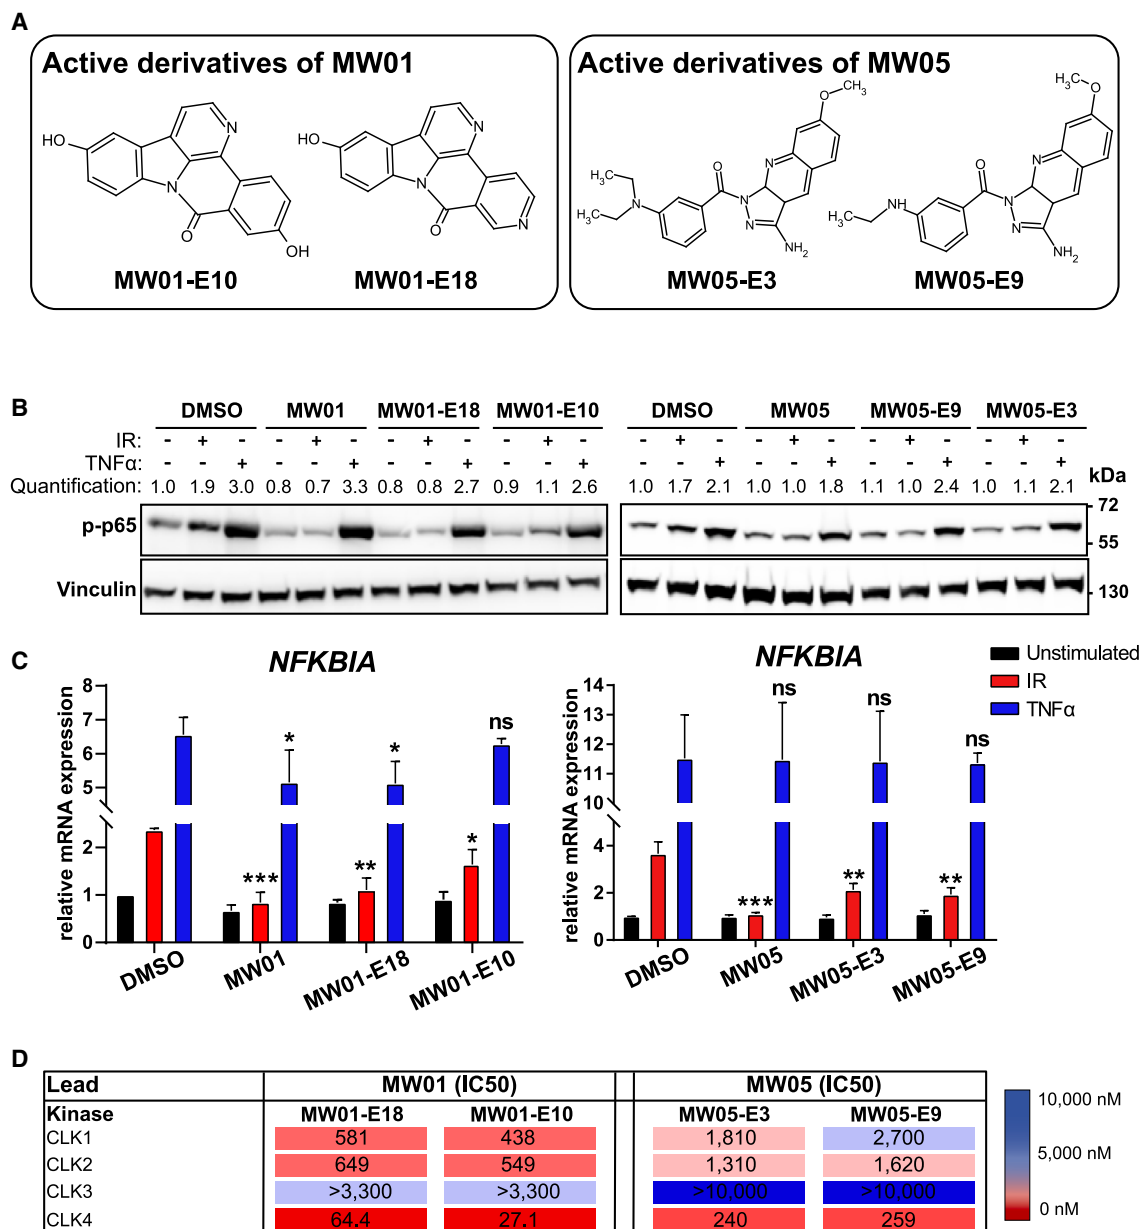 A
Active derivatives of MW01
HO
N
N
O
OH
MW01-E10
HO
N
N
O
N
MW01-E18
Active derivatives of MW05
H3C
N
H3C
O
N
N
NH2
N
O
CH3
MW05-E3
H3C
NH
O
N
N
NH2
N
H3C
O
MW05-E9
B
DMSO MW01 MW01-E18 MW01-E10 DMSO MW05 MW05-E9 MW05-E3
IR: - + - - + - - + - - + - - + - - + - - + - - + -
TNFα: - - + - - + - - + - - + - - + - - + - - + - - +
Quantification: 1.0 1.9 3.0 0.8 0.7 3.3 0.8 0.8 2.7 0.9 1.1 2.6 1.0 1.7 2.1 1.0 1.0 1.8 1.1 1.0 2.4 1.0 1.1 2.1 kDa
p-p65
- 72
- 55
Vinculin
- 130
C
NFKBIA
relative mRNA expression
8
7
6
5
2
1
0
* * ns
*** ** *
DMSO MW01 MW01-E18 MW01-E10
NFKBIA
relative mRNA expression
14
13
12
11
10
4
2
0
ns ns ns
*** ** **
DMSO MW05 MW05-E3 MW05-E9
Unstimulated
IR
TNFα
D
Lead MW01 (IC50) MW05 (IC50)
Kinase MW01-E18 MW01-E10 MW05-E3 MW05-E9
CLK1 581 438 1,810 2,700
CLK2 649 549 1,310 1,620
CLK3 >3,300 >3,300 >10,000 >10,000
CLK4 64.4 27.1 240 259
10,000 nM
5,000 nM
0 nM